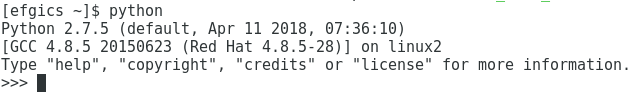 [efgics ~]$ python
Python 2.7.5 (default, Apr 11 2018, 07:36:10)
[GCC 4.8.5 20150623 (Red Hat 4.8.5-28)] on linux2
Type "help", "copyright", "credits" or "license" for more information.
>>>